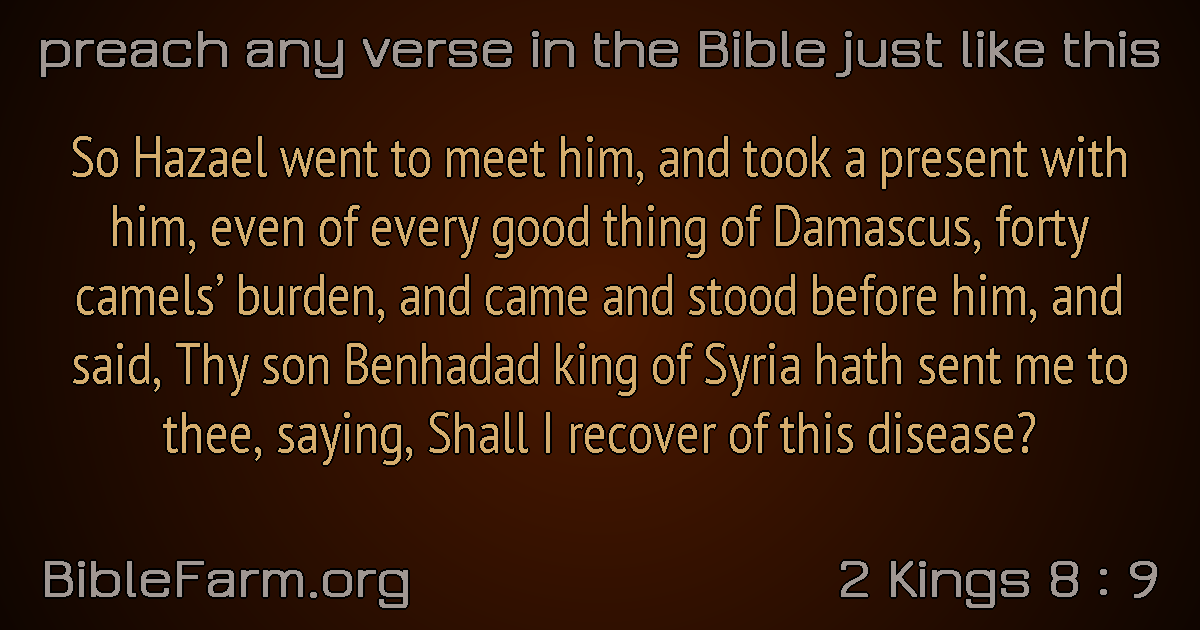 preach any verse in the Bible just like this
So Hazael went to meet him, and took a present with
him, even of every good thing of Damascus, forty
camels’ burden, and came and stood before him, and
said, Thy son Benhadad king of Syria hath sent me to
thee, saying, Shall I recover of this disease?
BibleFarm.org
2 Kings 8 : 9